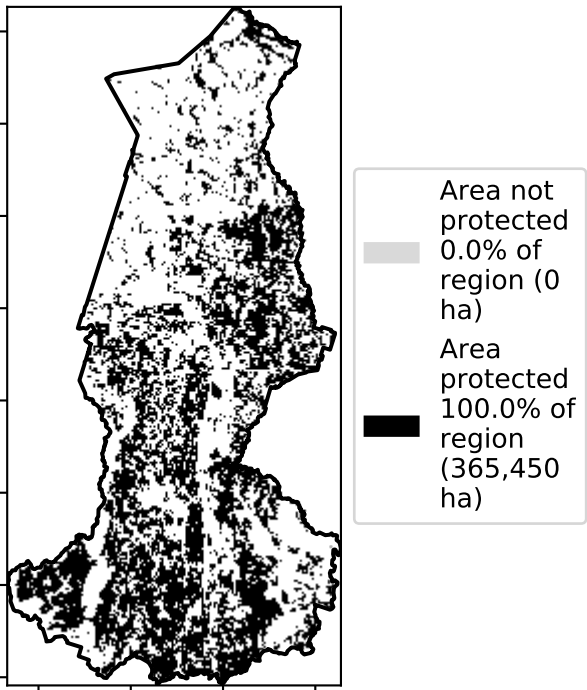 Area not
protected
0.0% of
region (0
ha)
Area
protected
100.0% of
region
(365,450
ha)